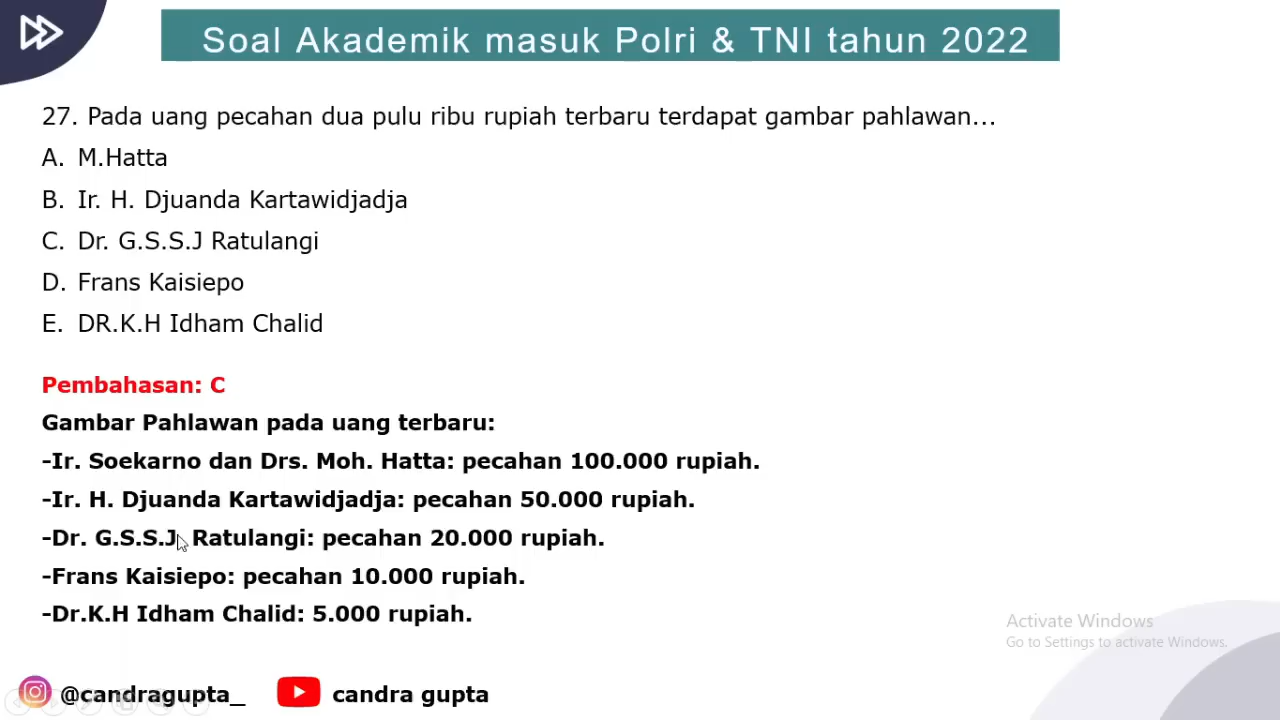 Soal Akademik masuk Polri & TNI tahun 2022
27. Pada uang pecahan dua pulu ribu rupiah terbaru terdapat gambar pahlawan...
A. M.Hatta
B. Ir. H. Djuanda Kartawidjadja
C. Dr. G.S.S.J Ratulangi
D. Frans Kaisiepo
E. DR.K.H Idham Chalid
Pembahasan: C
Gambar Pahlawan pada uang terbaru:
-Ir. Soekarno dan Drs. Moh. Hatta: pecahan 100.000 rupiah.
-Ir. H. Djuanda Kartawidjadja: pecahan 50.000 rupiah.
-Dr. G.S.S.J Ratulangi: pecahan 20.000 rupiah.
-Frans Kaisiepo: pecahan 10.000 rupiah.
-Dr.K.H Idham Chalid: 5.000 rupiah.
Activate Windows
Go to Settings to activate Windows.
@candragupta_ candra gupta